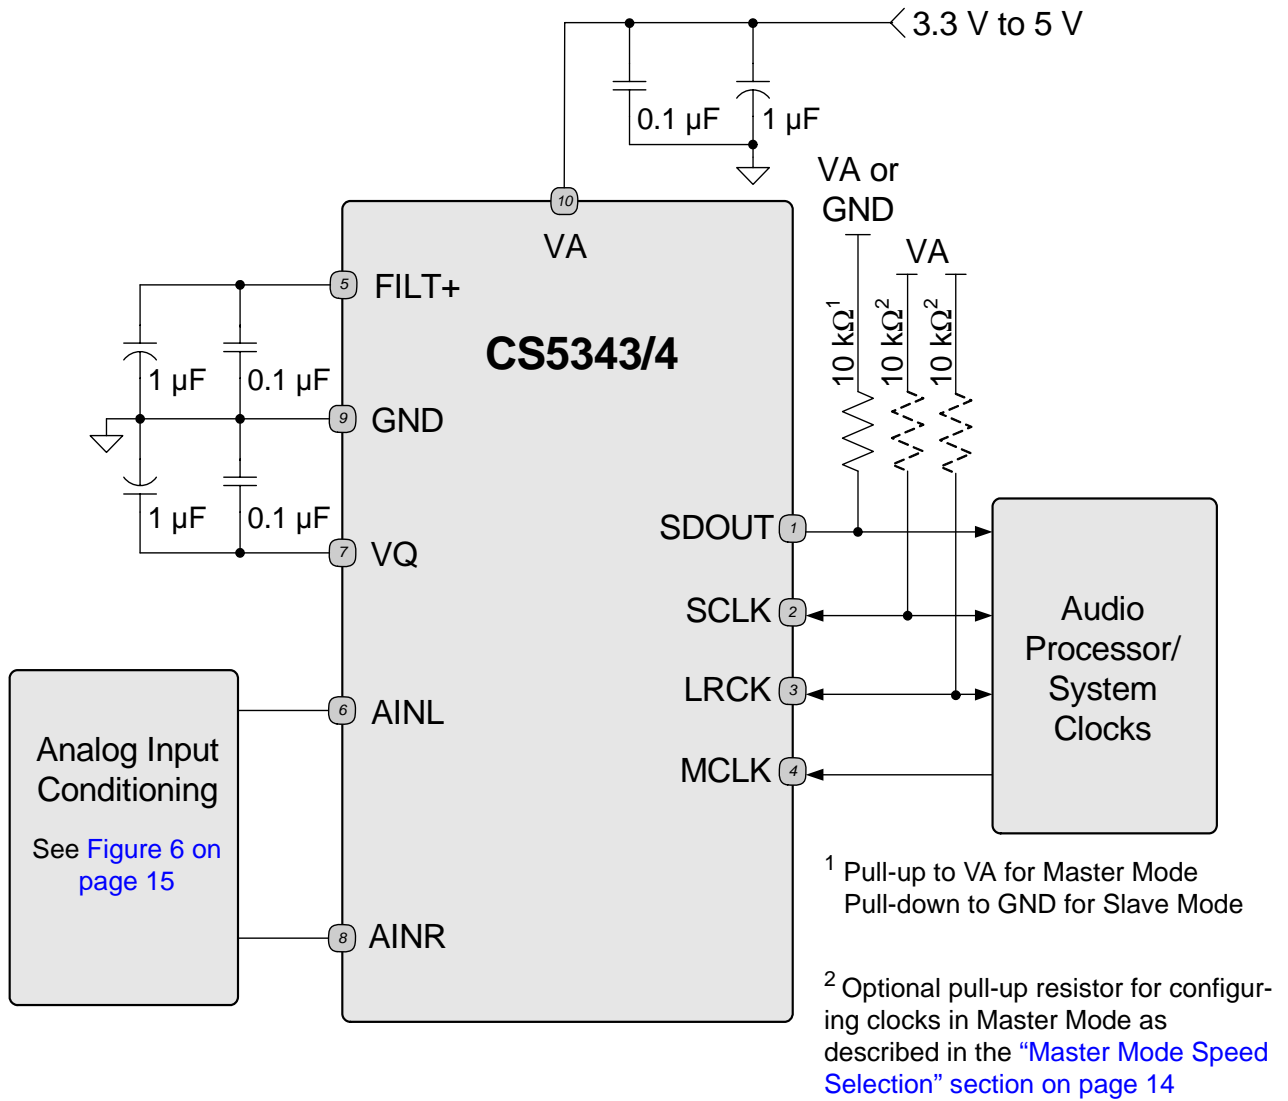 3.3 V to 5 V
0.1 µF
1 µF
VA or
GND
VA
10
VA
5
FILT+
CS5343/4
10 kΩ¹
10 kΩ²
10 kΩ²
1 µF
0.1 µF
9
GND
1 µF
0.1 µF
7
VQ
SDOUT
1
SCLK
2
LRCK
3
MCLK
4
Audio
Processor/
System
Clocks
Analog Input
Conditioning
See Figure 6 on
page 15
6
AINL
8
AINR
¹ Pull-up to VA for Master Mode
Pull-down to GND for Slave Mode
² Optional pull-up resistor for configur-
ing clocks in Master Mode as
described in the “Master Mode Speed
Selection” section on page 14